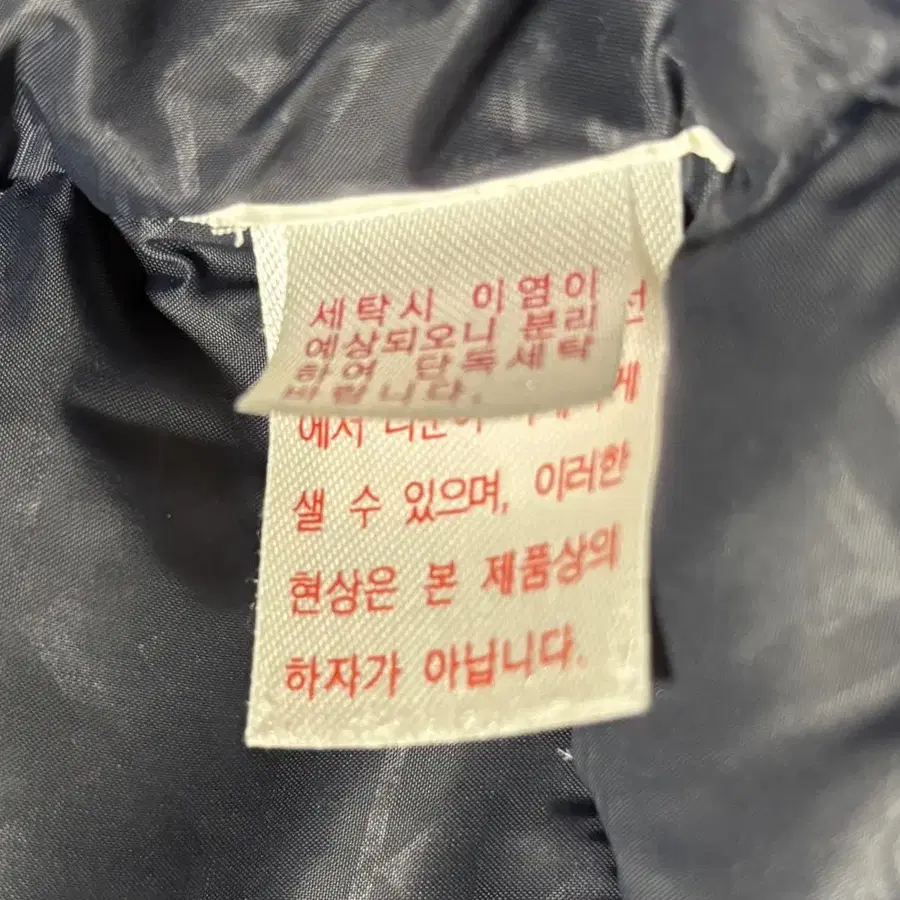 세탁시 이염이
예상되오니 분리
하여 단독세탁
바랍니다.
샐 수 있으며, 이러한
현상은 본 제품상의
하자가 아닙니다.